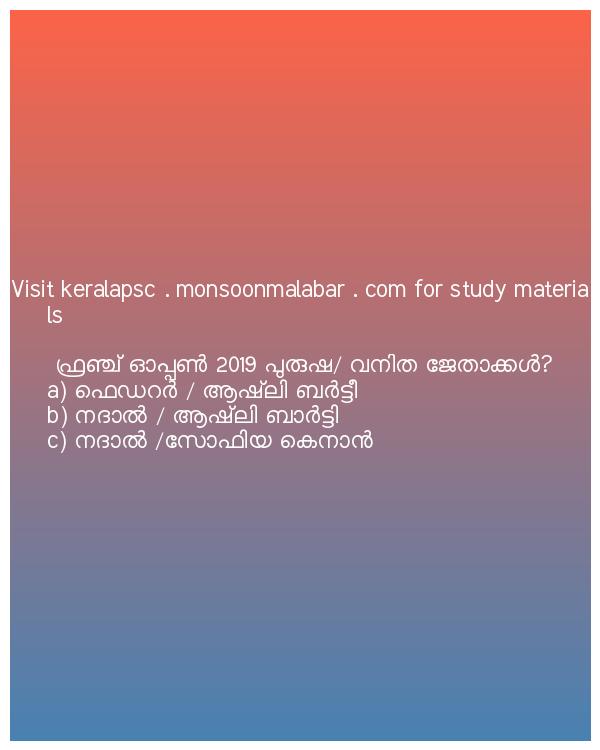 Visit keralapsc . monsoonmalabar . com for study materia
ls
ഫ്രഞ്ച് ഓപ്പൺ 2019 പുരുഷ/ വനിത ജേതാക്കൾ?
a) ഫെഡറർ / ആഷ്‌ലി ബർട്ടീ
b) നദാൽ / ആഷ്‌ലി ബാർട്ടി
c) നദാൽ /സോഫിയ കെനാൻ